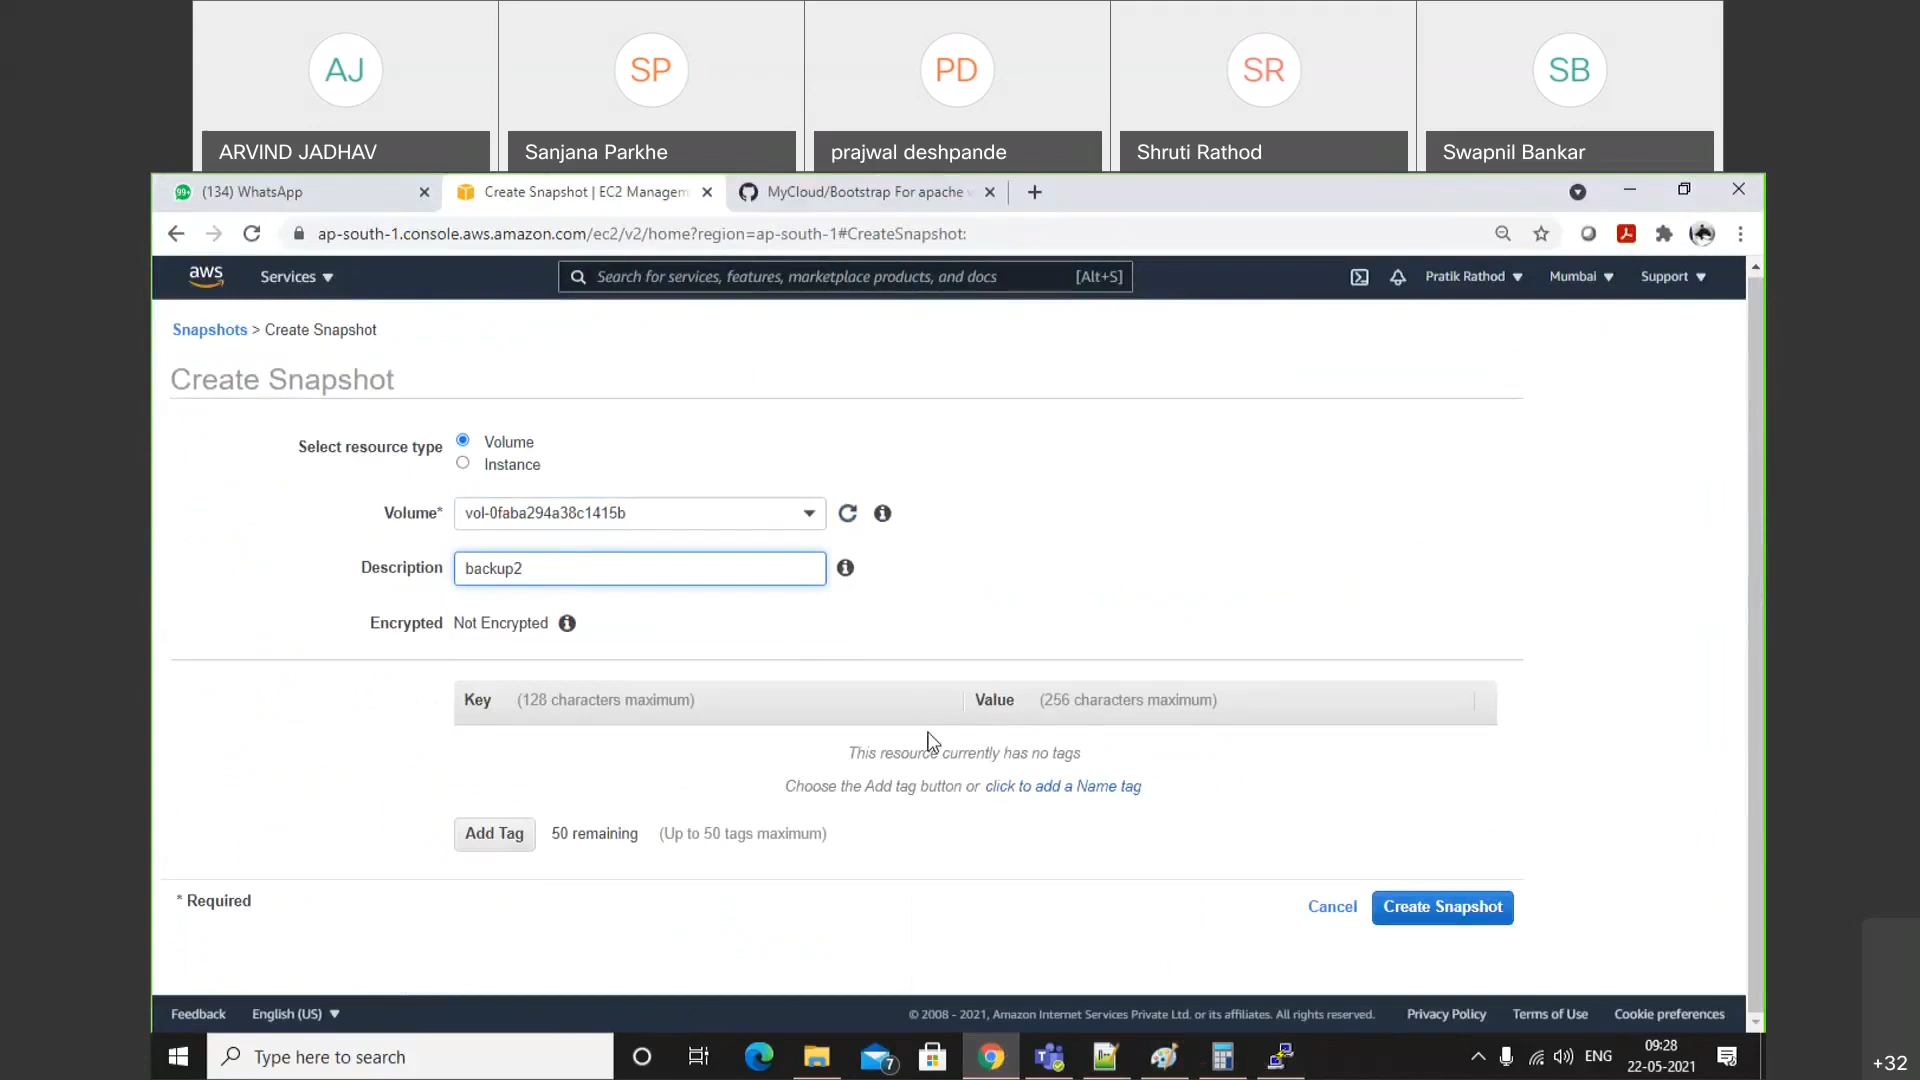 AJ
SP
PD
SR
SB
ARVIND JADHAV
Sanjana Parkhe
prajwal deshpande
Shruti Rathod
Swapnil Bankar
99+
(134) WhatsApp
Create Snapshot | EC2 Managem
MyCloud/Bootstrap For apache
ap-south-1.console.aws.amazon.com/ec2/v2/home?region=ap-south-1#CreateSnapshot:
aws
Services
Search for services, features, marketplace products, and docs
[Alt+S]
Pratik Rathod
Mumbai
Support
Snapshots > Create Snapshot
Create Snapshot
Select resource type
Volume
Instance
Volume*
vol-0faba294a38c1415b
Description
backup2
Encrypted
Not Encrypted
Key (128 characters maximum)
Value (256 characters maximum)
This resource currently has no tags
Choose the Add tag button or click to add a Name tag
Add Tag
50 remaining
(Up to 50 tags maximum)
* Required
Cancel
Create Snapshot
Feedback
English (US)
© 2008 - 2021, Amazon Internet Services Private Ltd. or its affiliates. All rights reserved.
Privacy Policy
Terms of Use
Cookie preferences
Type here to search
7
ENG
09:28
22-05-2021
+32